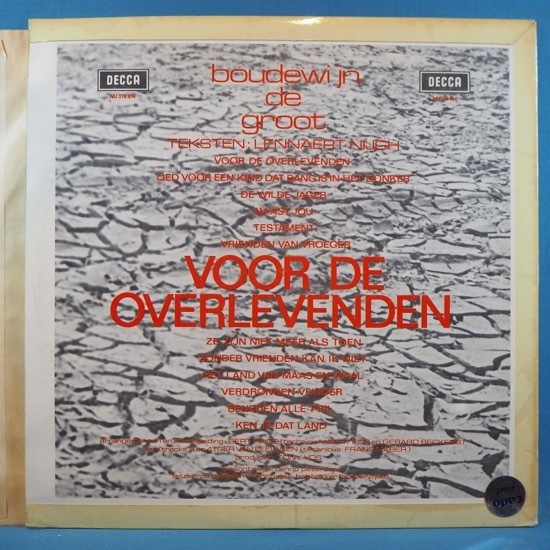 DECCA
DECCA
boudewijn
de
groot
TEKSTEN: LENNAERT NIJGH
VOOR DE OVERLEVENDEN
LIED VOOR EEN KIND DAT BANG IS IN HET DONKER
DE WILDE JAGER
NAAST JOU
TESTAMENT
VRIENDEN VAN VROEGER
VOOR DE
OVERLEVENDEN
ZE ZIJN NIET MEER ALS TOEN
ZONDER VRIENDEN KAN IK NIET
HET LAND VAN MAAS EN WAAL
VERDRONKEN VLINDER
BENEDEN ALLE PEIL
KEN JE DAT LAND